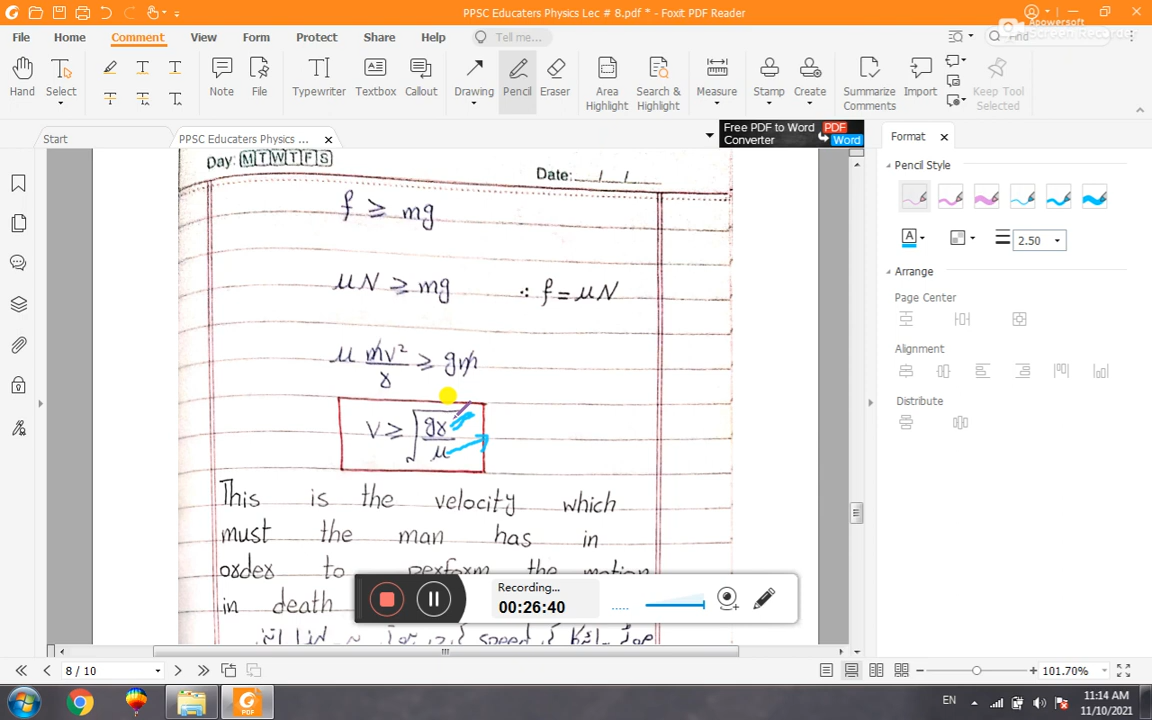 PPSC Educaters Physics Lec # 8.pdf * - Foxit PDF Reader
Apowersoft
Screen Recorder
File Home Comment View Form Protect Share Help Tell me... Find
Hand Select Note File Typewriter Textbox Callout Drawing Pencil Eraser Area Highlight Search & Highlight Measure Stamp Create Summarize Comments Import Keep Tool Selected
Start PPSC Educaters Physics ... Free PDF to Word Converter PDF Word Format
Pencil Style
2.50
Arrange
Page Center
Alignment
Distribute
Day: M T W T F S Date: / /
f ≥ mg
μN ≥ mg ∵ f = μN
μ mv²/r ≥ gm
v ≥ √(gr/μ)
This is the velocity which
must the man has in
order to perform the motion
in death
speed
Recording...
00:26:40
8 / 10 101.70%
EN 11:14 AM
11/10/2021